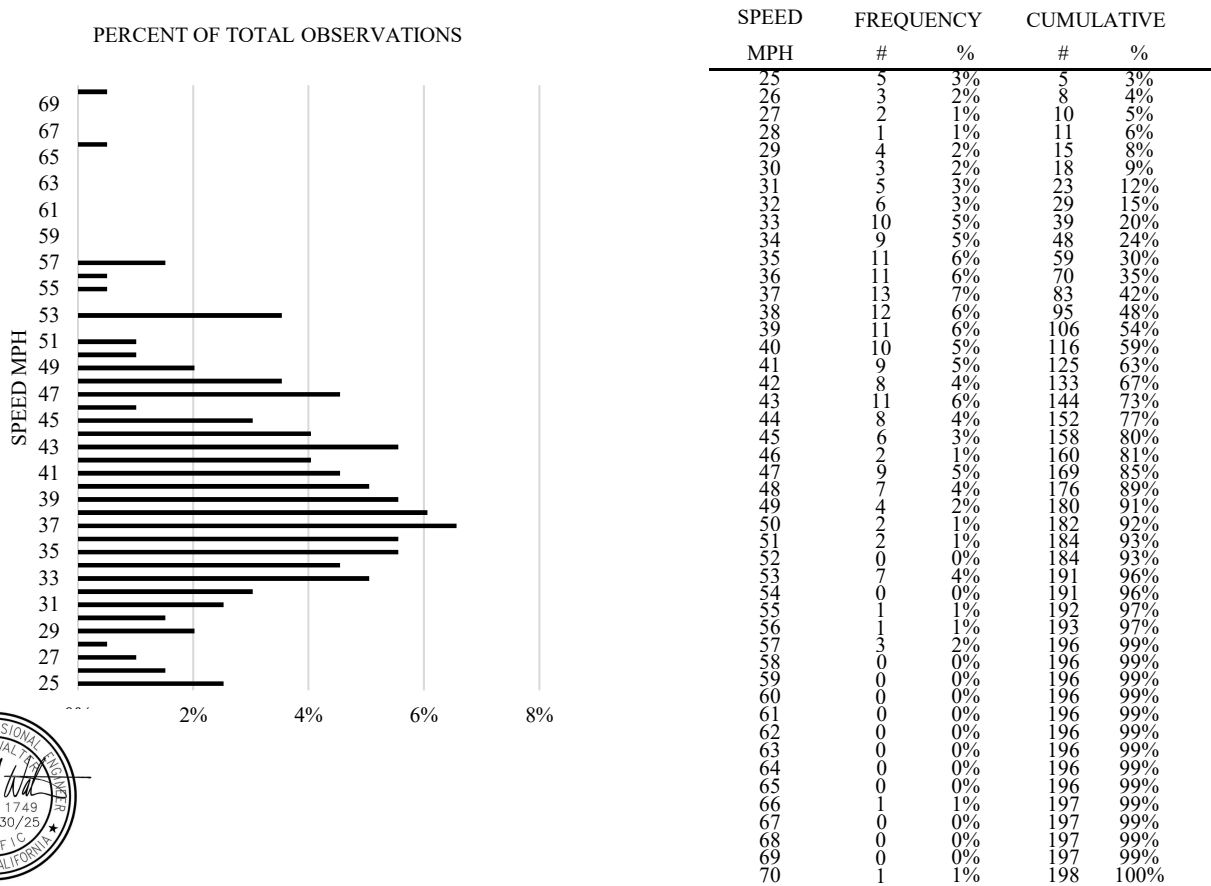 PERCENT OF TOTAL OBSERVATIONS
69
67
65
63
61
59
57
55
53
51
49
47
45
43
41
39
37
35
33
31
29
27
25
SPEED MPH
2% 4% 6% 8%
1749
30/25
SPEED FREQUENCY CUMULATIVE
MPH # % # %
25 5 3% 5 3%
26 3 2% 8 4%
27 2 1% 10 5%
28 1 1% 11 6%
29 4 2% 15 8%
30 3 2% 18 9%
31 5 3% 23 12%
32 6 3% 29 15%
33 10 5% 39 20%
34 9 5% 48 24%
35 11 6% 59 30%
36 11 6% 70 35%
37 13 7% 83 42%
38 12 6% 95 48%
39 11 6% 106 54%
40 10 5% 116 59%
41 9 5% 125 63%
42 8 4% 133 67%
43 11 6% 144 73%
44 8 4% 152 77%
45 6 3% 158 80%
46 2 1% 160 81%
47 9 5% 169 85%
48 7 4% 176 89%
49 4 2% 180 91%
50 2 1% 182 92%
51 2 1% 184 93%
52 0 0% 184 93%
53 7 4% 191 96%
54 0 0% 191 96%
55 1 1% 192 97%
56 1 1% 193 97%
57 3 2% 196 99%
58 0 0% 196 99%
59 0 0% 196 99%
60 0 0% 196 99%
61 0 0% 196 99%
62 0 0% 196 99%
63 0 0% 196 99%
64 0 0% 196 99%
65 0 0% 196 99%
66 1 1% 197 99%
67 0 0% 197 99%
68 0 0% 197 99%
69 0 0% 197 99%
70 1 1% 198 100%